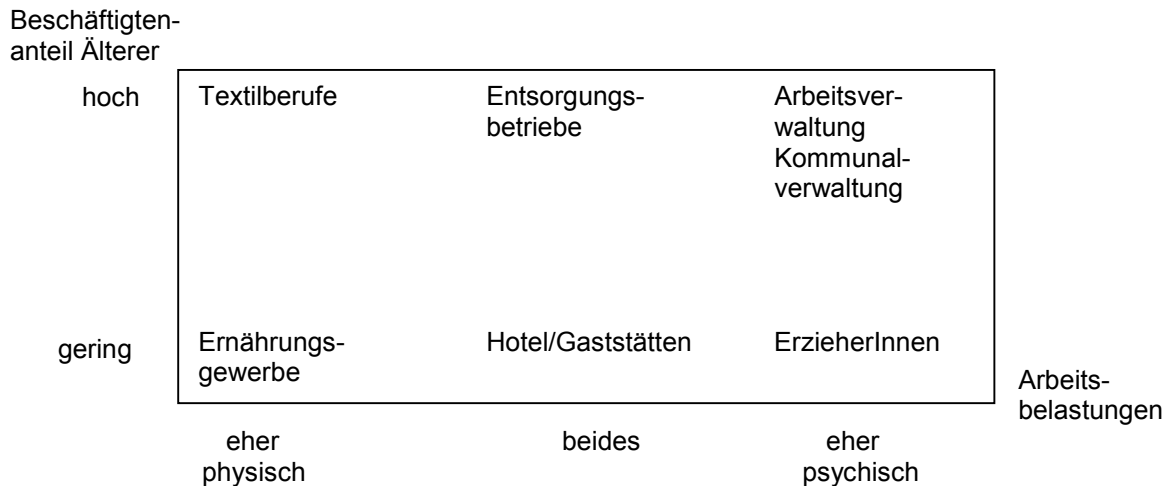 Beschäftigten-
anteil Älterer
hoch
Textilberufe
Entsorgungs-
betriebe
Arbeitsver-
waltung
Kommunal-
verwaltung
gering
Ernährungs-
gewerbe
Hotel/Gaststätten
ErzieherInnen
Arbeits-
belastungen
eher
physisch
beides
eher
psychisch